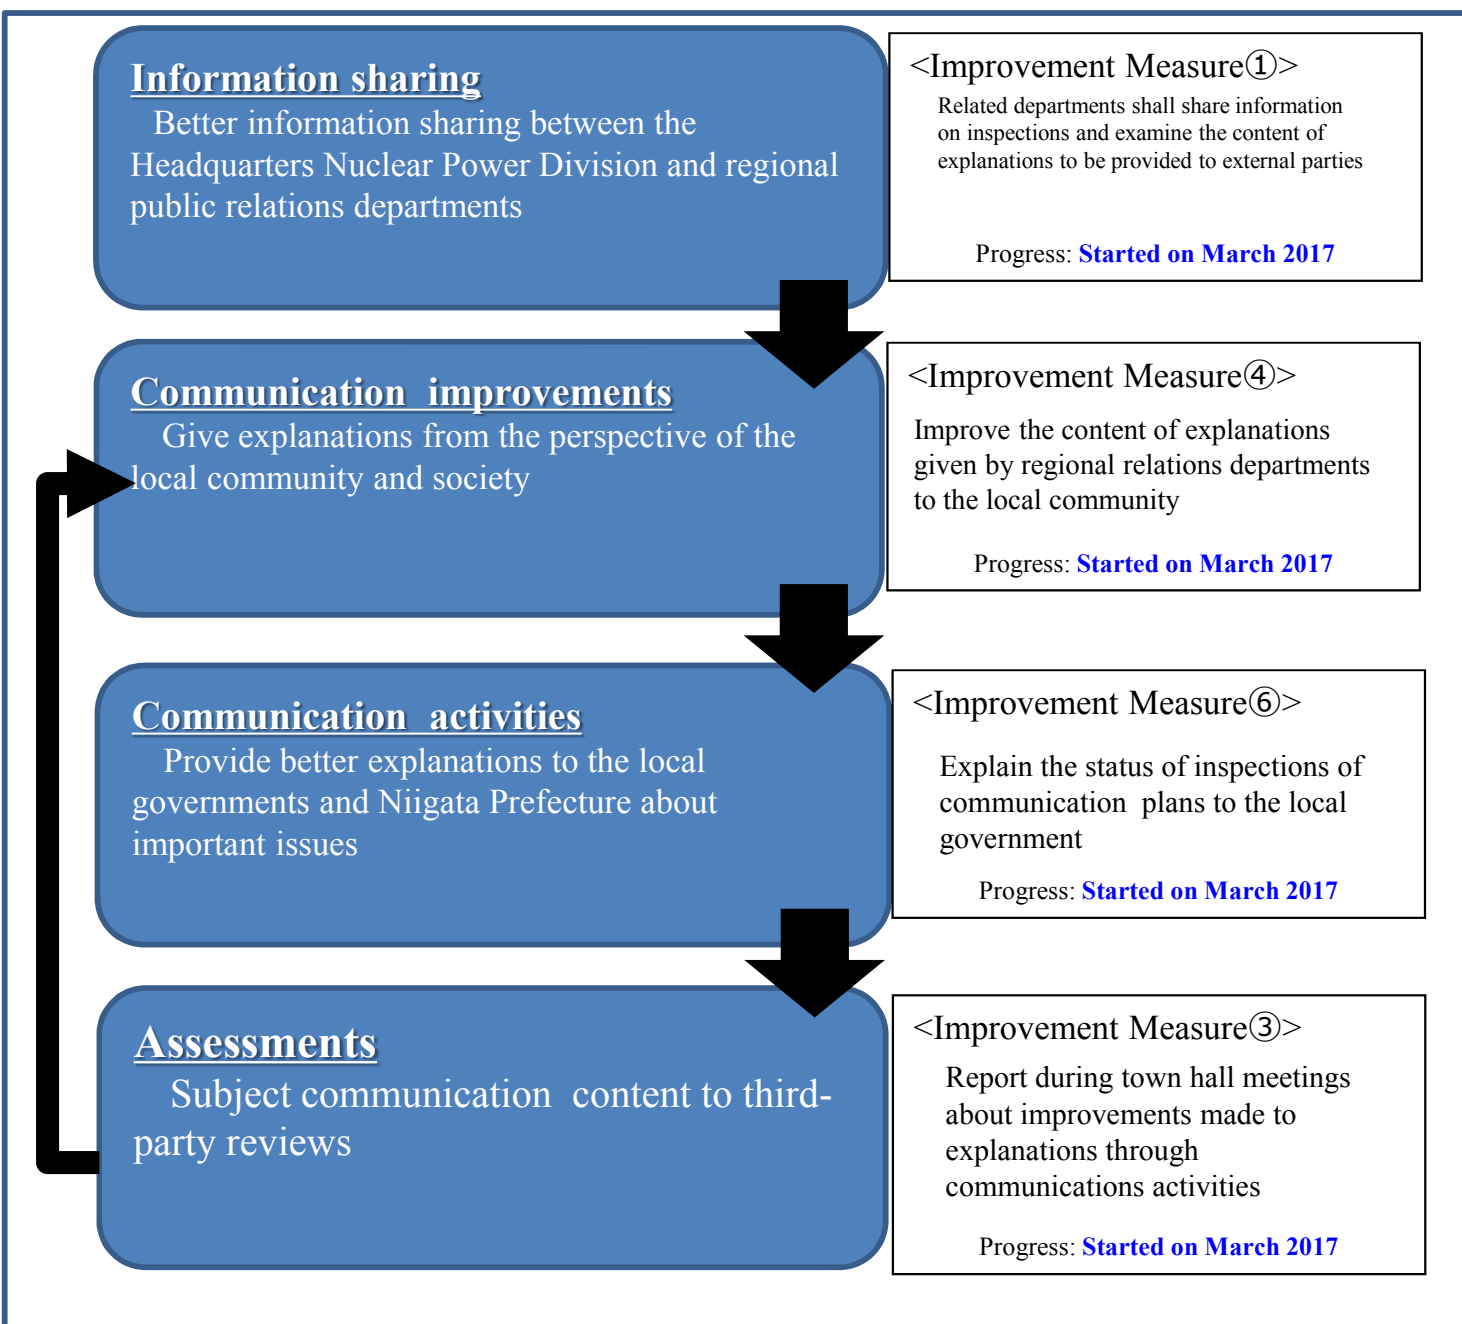 Information sharing
Better information sharing between the
Headquarters Nuclear Power Division and regional
public relations departments
<Improvement Measure①>
Related departments shall share information
on inspections and examine the content of
explanations to be provided to external parties
Progress: Started on March 2017
Communication improvements
Give explanations from the perspective of the
local community and society
<Improvement Measure④>
Improve the content of explanations
given by regional relations departments
to the local community
Progress: Started on March 2017
Communication activities
Provide better explanations to the local
governments and Niigata Prefecture about
important issues
<Improvement Measure⑥>
Explain the status of inspections of
communication plans to the local
government
Progress: Started on March 2017
Assessments
Subject communication content to third-
party reviews
<Improvement Measure③>
Report during town hall meetings
about improvements made to
explanations through
communications activities
Progress: Started on March 2017